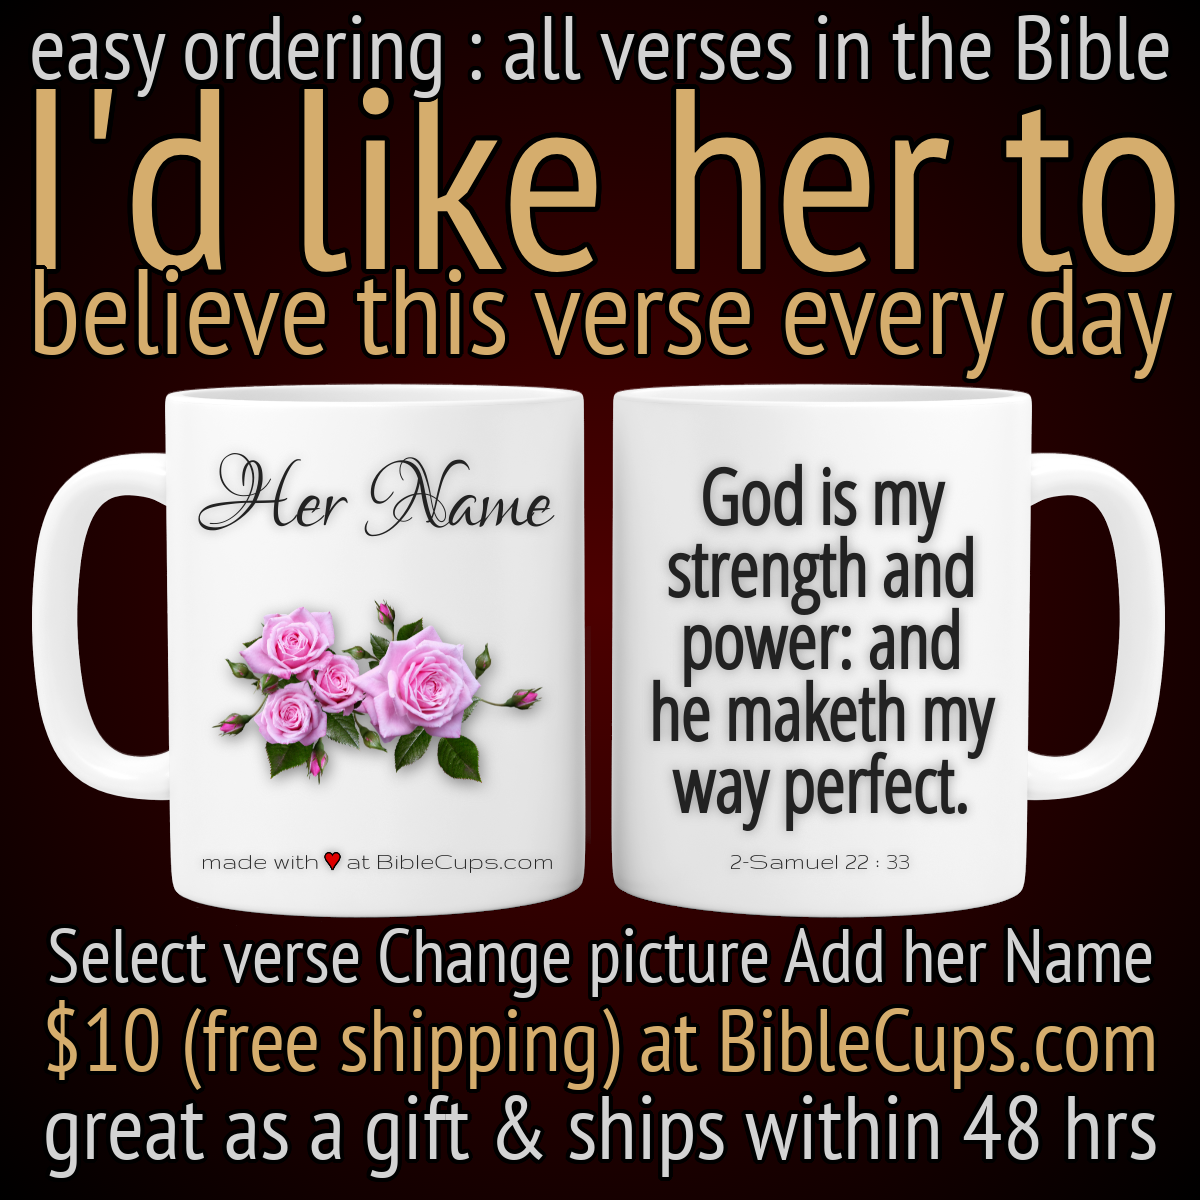 easy ordering : all verses in the Bible
I'd like her to
believe this verse every day
Her Name
made with ♥ at BibleCups.com
God is my
strength and
power: and
he maketh my
way perfect.
2-Samuel 22 : 33
Select verse Change picture Add her Name
$10 (free shipping) at BibleCups.com
great as a gift & ships within 48 hrs